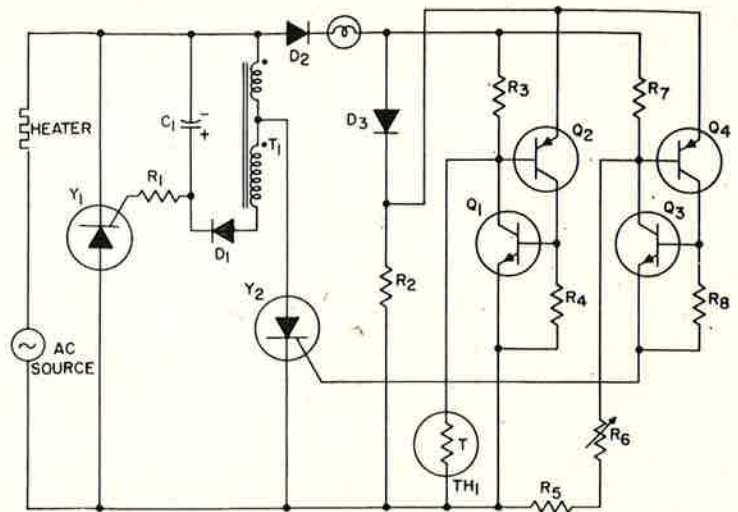 HEATER
AC
SOURCE
Y1
R1
C1
-
+
T1
D1
D2
Y2
D3
R2
R3
Q2
Q1
R4
R7
Q4
Q3
R8
T
TH1
R5
R6